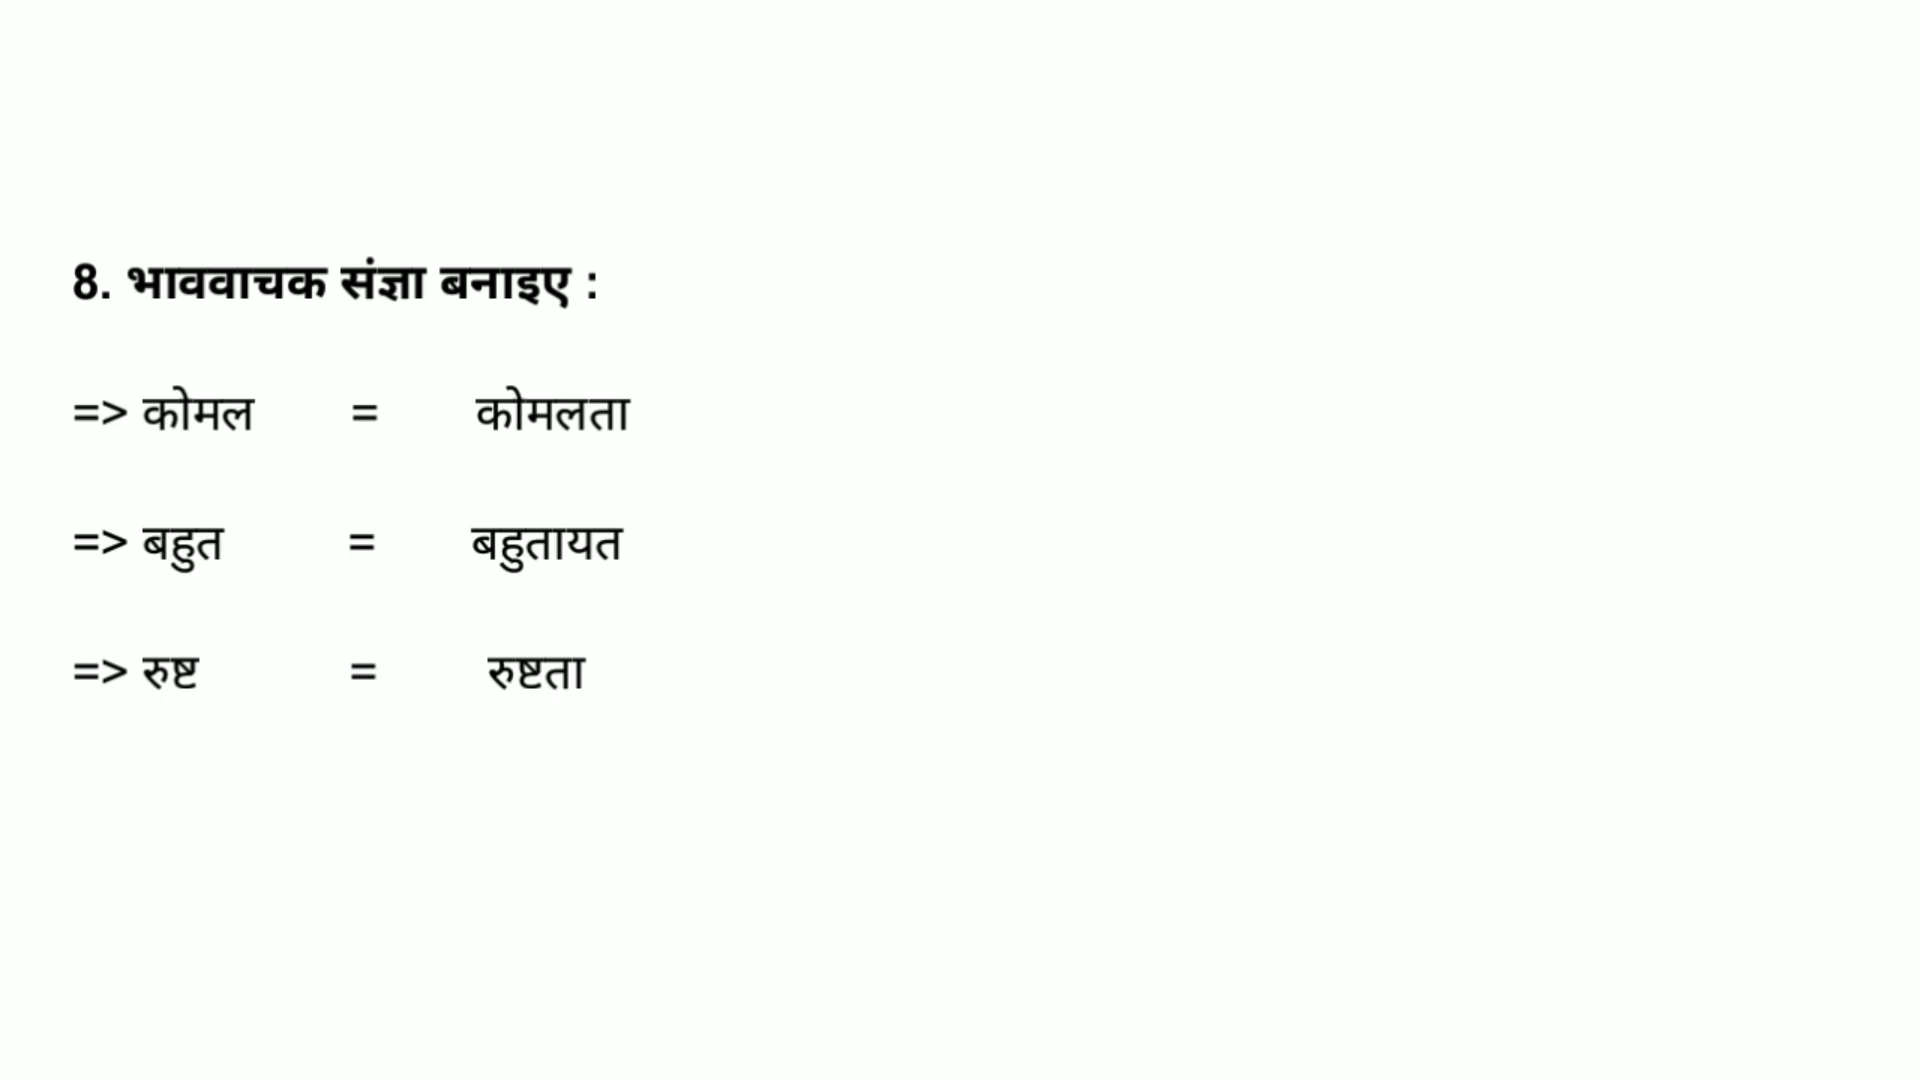 8. भाववाचक संज्ञा बनाइए :
=> कोमल = कोमलता
=> बहुत = बहुतायत
=> रुष्ट = रुष्टता